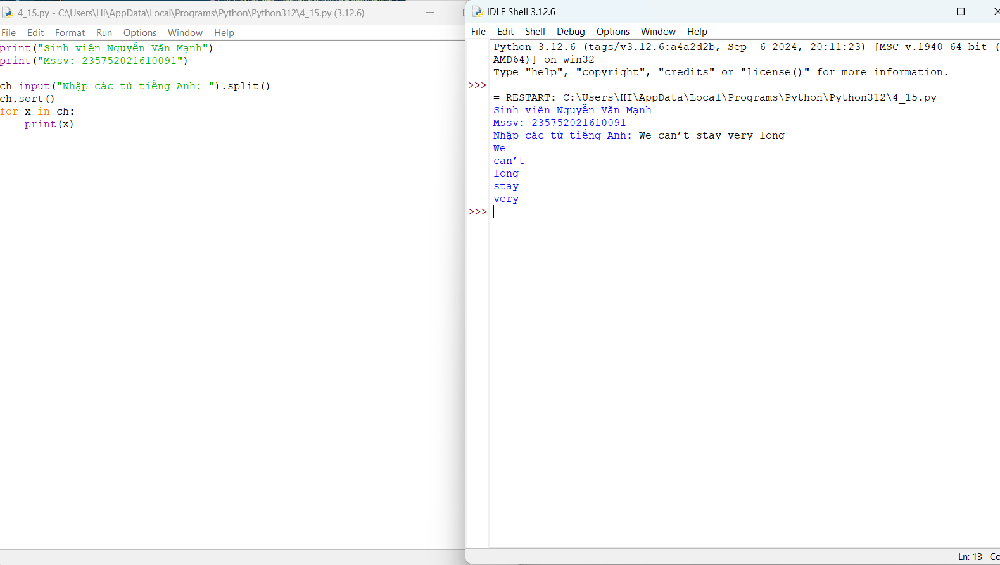 4_15.py - C:\Users\HI\AppData\Local\Programs\Python\Python312\4_15.py (3.12.6)
File Edit Format Run Options Window Help
print("Sinh viên Nguyễn Văn Mạnh")
print("Mssv: 235752021610091")
ch=input("Nhập các từ tiếng Anh: ").split()
ch.sort()
for x in ch:
    print(x)
IDLE Shell 3.12.6
File Edit Shell Debug Options Window Help
Python 3.12.6 (tags/v3.12.6:a4a2d2b, Sep  6 2024, 20:11:23) [MSC v.1940 64 bit (
AMD64)] on win32
Type "help", "copyright", "credits" or "license()" for more information.
>>>
= RESTART: C:\Users\HI\AppData\Local\Programs\Python\Python312\4_15.py
Sinh viên Nguyễn Văn Mạnh
Mssv: 235752021610091
Nhập các từ tiếng Anh: We can’t stay very long
We
can’t
long
stay
very
>>>
Ln: 13 Co